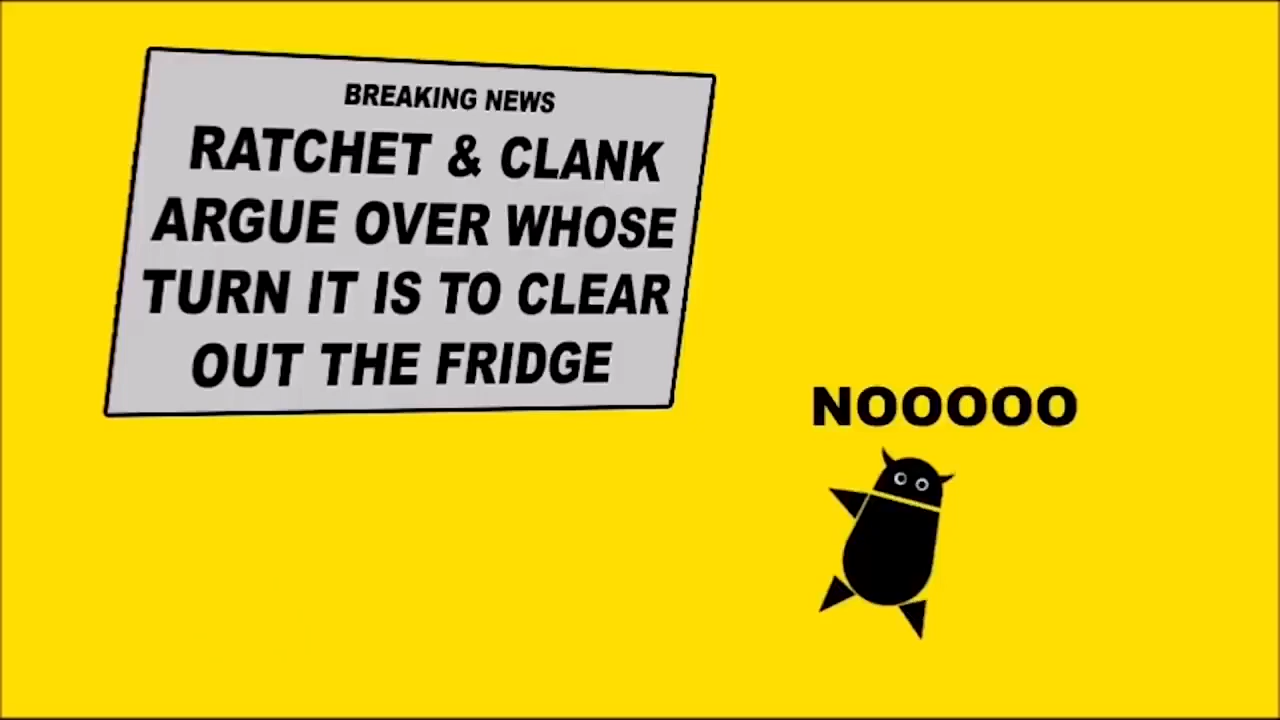 BREAKING NEWS
RATCHET & CLANK
ARGUE OVER WHOSE
TURN IT IS TO CLEAR
OUT THE FRIDGE
NOOOOO